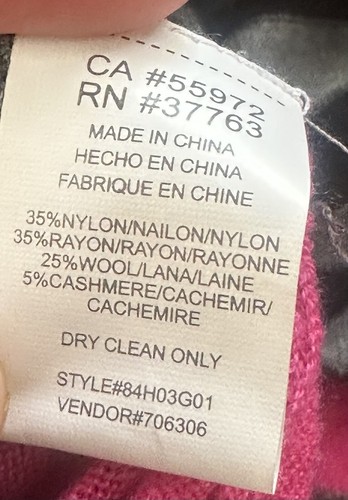 CA #55972
RN #37763
MADE IN CHINA
HECHO EN CHINA
FABRIQUE EN CHINE
35%NYLON/NAILON/NYLON
35%RAYON/RAYON/RAYONNE
25%WOOL/LANA/LAINE
5%CASHMERE/CACHEMIR/
CACHEMIRE
DRY CLEAN ONLY
STYLE#84H03G01
VENDOR#706306